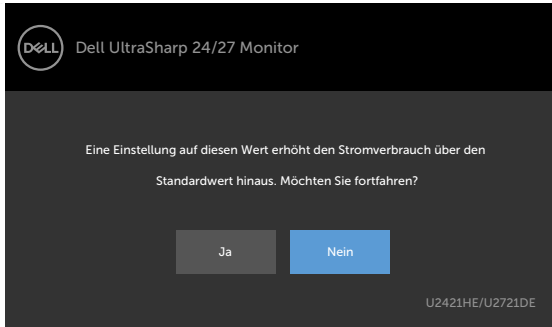 DELL
Dell UltraSharp 24/27 Monitor
Eine Einstellung auf diesen Wert erhöht den Stromverbrauch über den
Standardwert hinaus. Möchten Sie fortfahren?
Ja
Nein
U2421HE/U2721DE